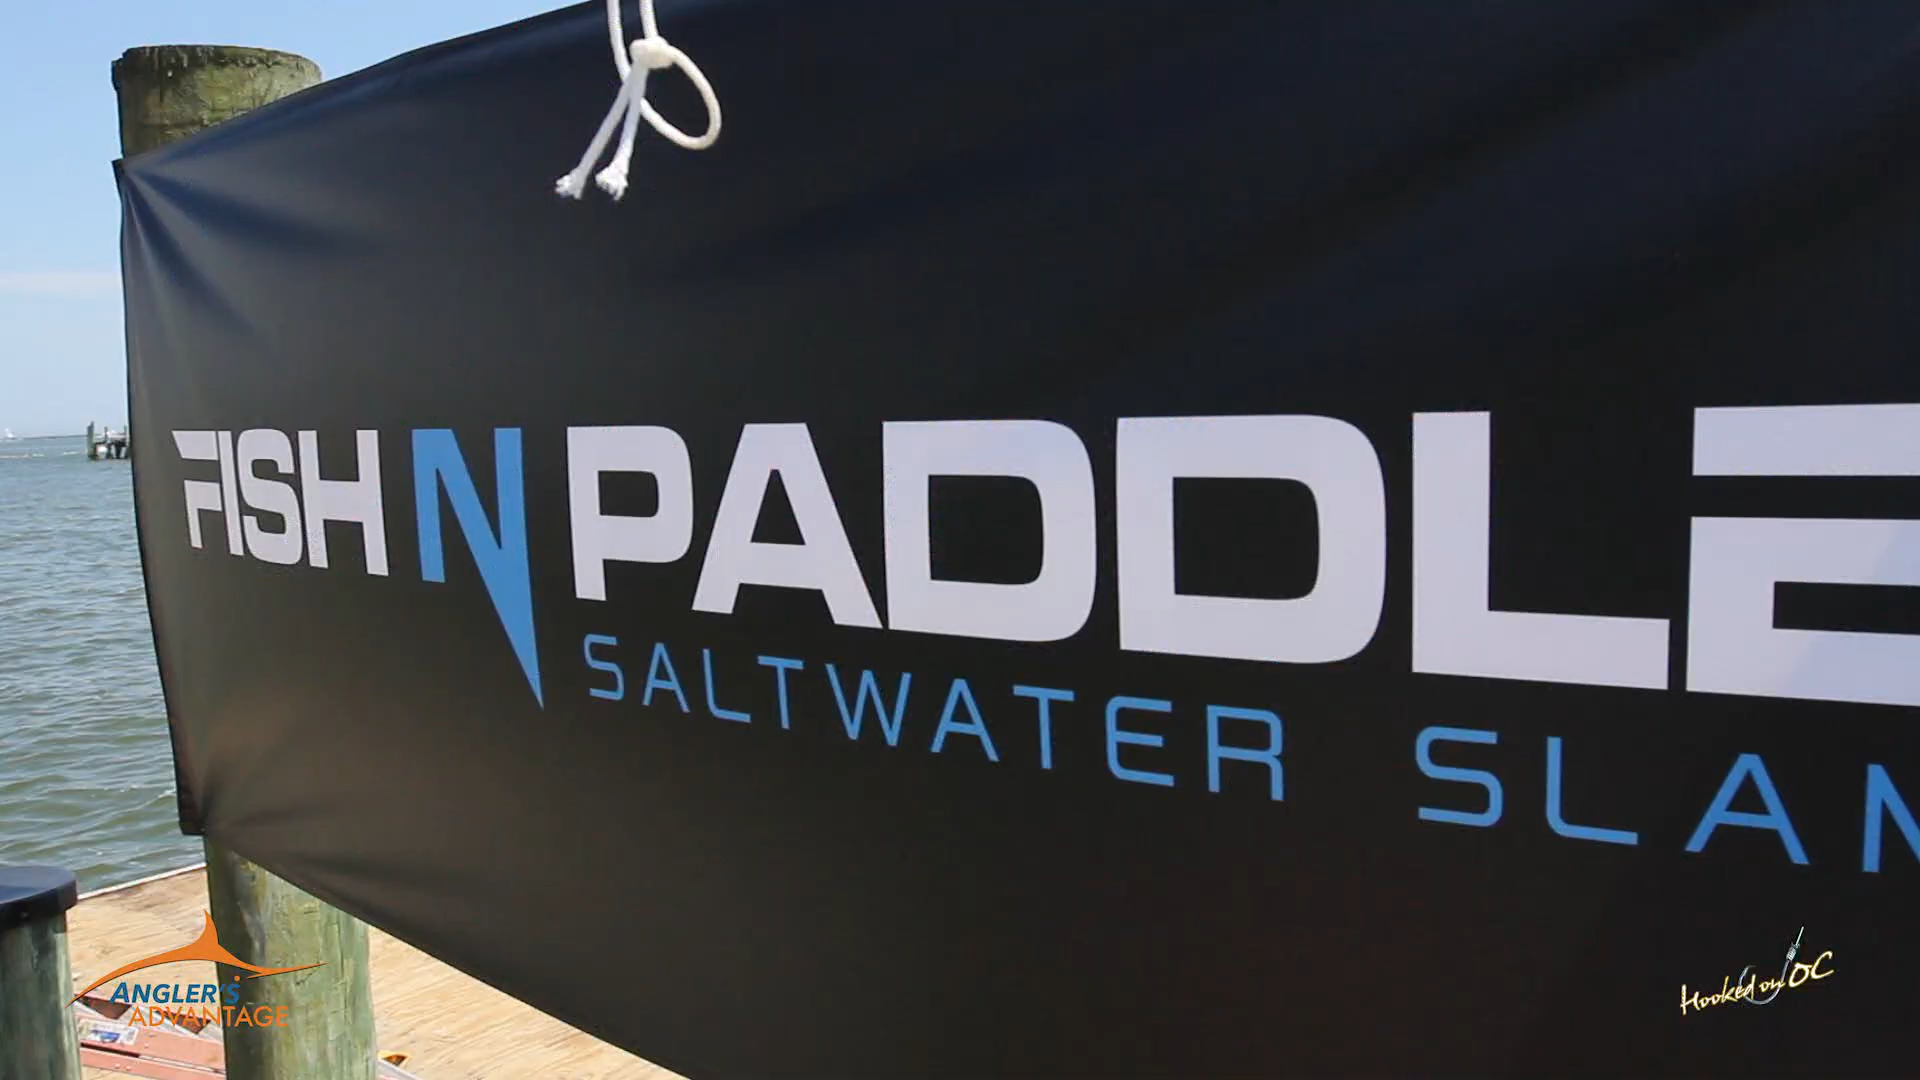 FISH N PADDLE
SALTWATER SLAM
ANGLER'S
ADVANTAGE
Hooked on OC